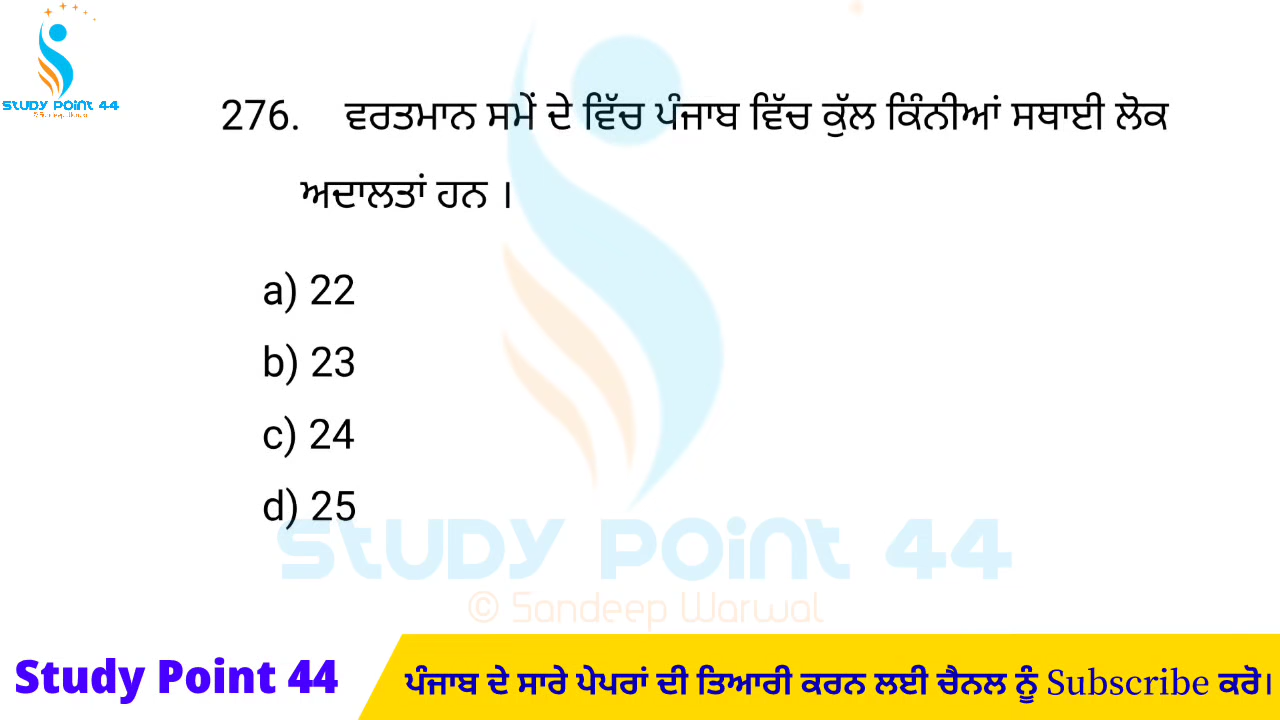 STUDY POINT 44
276. ਵਰਤਮਾਨ ਸਮੇਂ ਦੇ ਵਿੱਚ ਪੰਜਾਬ ਵਿੱਚ ਕੁੱਲ ਕਿੰਨੀਆਂ ਸਥਾਈ ਲੋਕ
ਅਦਾਲਤਾਂ ਹਨ ।
a) 22
b) 23
c) 24
d) 25
STUDY POINT 44
© Sandeep Warwal
Study Point 44
ਪੰਜਾਬ ਦੇ ਸਾਰੇ ਪੇਪਰਾਂ ਦੀ ਤਿਆਰੀ ਕਰਨ ਲਈ ਚੈਨਲ ਨੂੰ Subscribe ਕਰੋ।